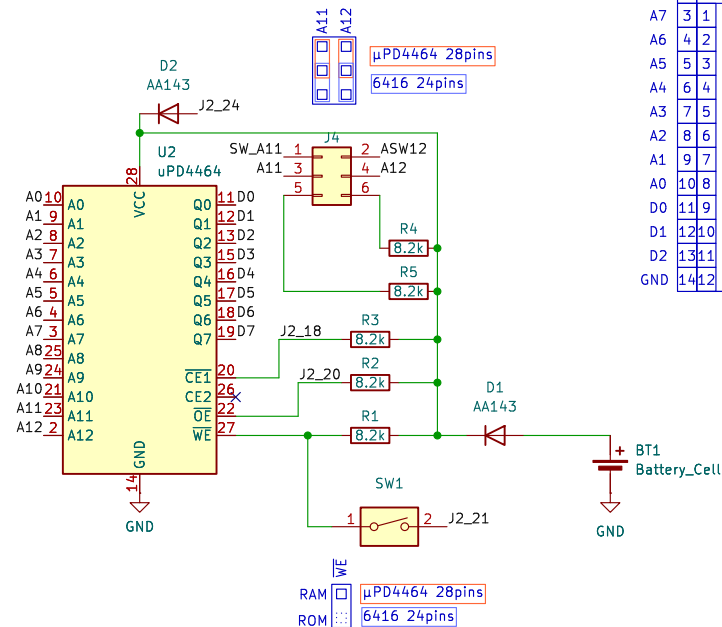 A11 A12
µPD4464 28pins
6416 24pins
A7 3 1
A6 4 2
A5 5 3
A4 6 4
A3 7 5
A2 8 6
A1 9 7
A0 10 8
D0 11 9
D1 12 10
D2 13 11
GND 14 12
D2
AA143
J2_24
J4
SW_A11 1 2 ASW12
A11 3 4 A12
5 6
U2
uPD4464
28
VCC
A0 10 A0 Q0 11 D0
A1 9 A1 Q1 12 D1
A2 8 A2 Q2 13 D2
A3 7 A3 Q3 15 D3
A4 6 A4 Q4 16 D4
A5 5 A5 Q5 17 D5
A6 4 A6 Q6 18 D6
A7 3 A7 Q7 19 D7
A8 25 A8
A9 24 A9 CE1 20
A10 21 A10 CE2 26
A11 23 A11 OE 22
A12 2 A12 WE 27
GND
14
GND
R4
8.2k
R5
8.2k
J2_18
R3
8.2k
J2_20
R2
8.2k
R1
8.2k
D1
AA143
BT1
Battery_Cell
+
GND
SW1
1 2 J2_21
WE
RAM µPD4464 28pins
ROM 6416 24pins